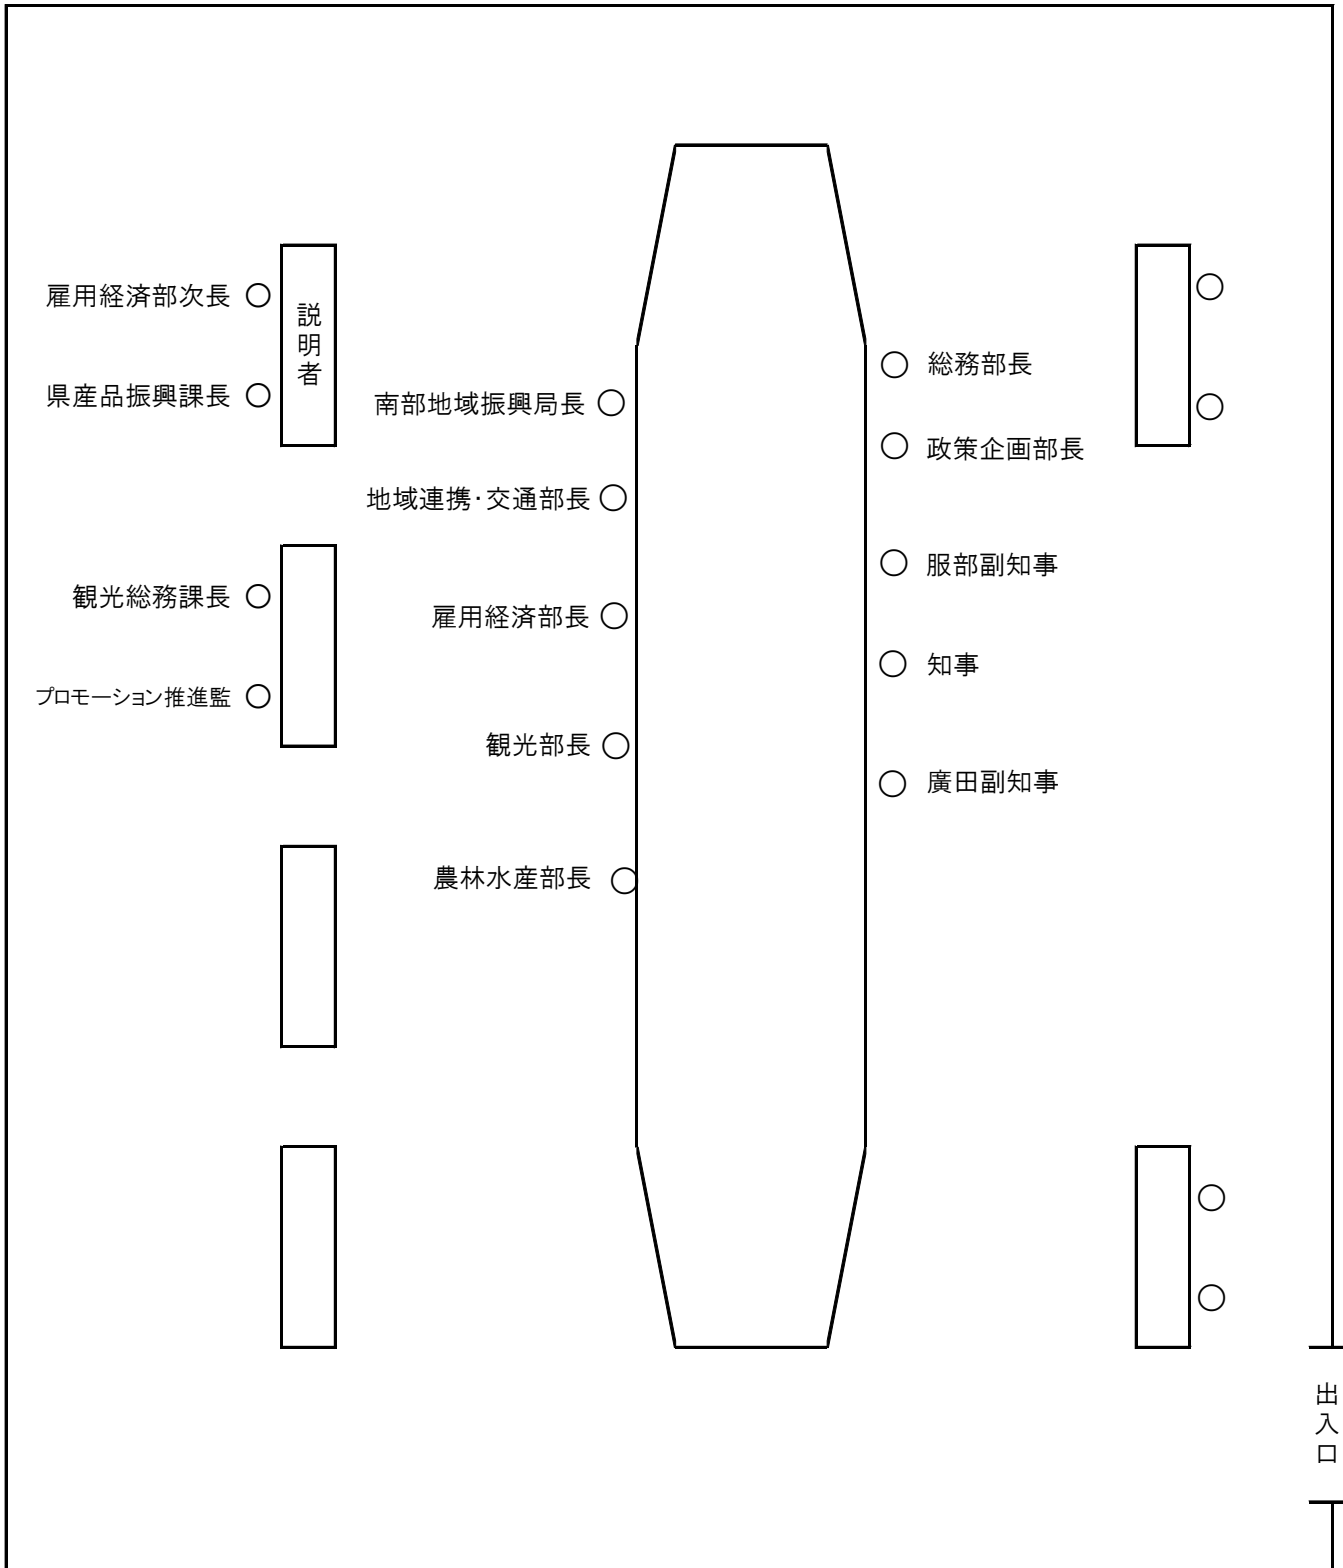 雇用経済部次長
説明者
県産品振興課長
観光総務課長
プロモーション推進監
南部地域振興局長
地域連携・交通部長
雇用経済部長
観光部長
農林水産部長
総務部長
政策企画部長
服部副知事
知事
廣田副知事
出入口